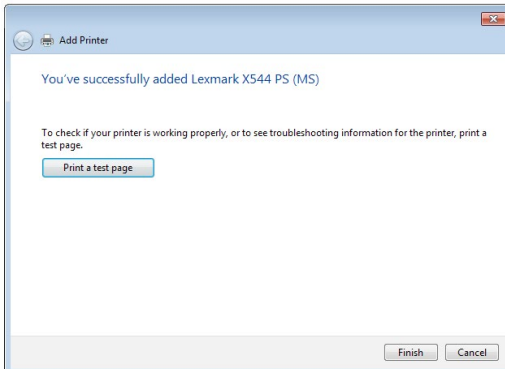 Add Printer
You've successfully added Lexmark X544 PS (MS)
To check if your printer is working properly, or to see troubleshooting information for the printer, print a
test page.
Print a test page
Finish Cancel